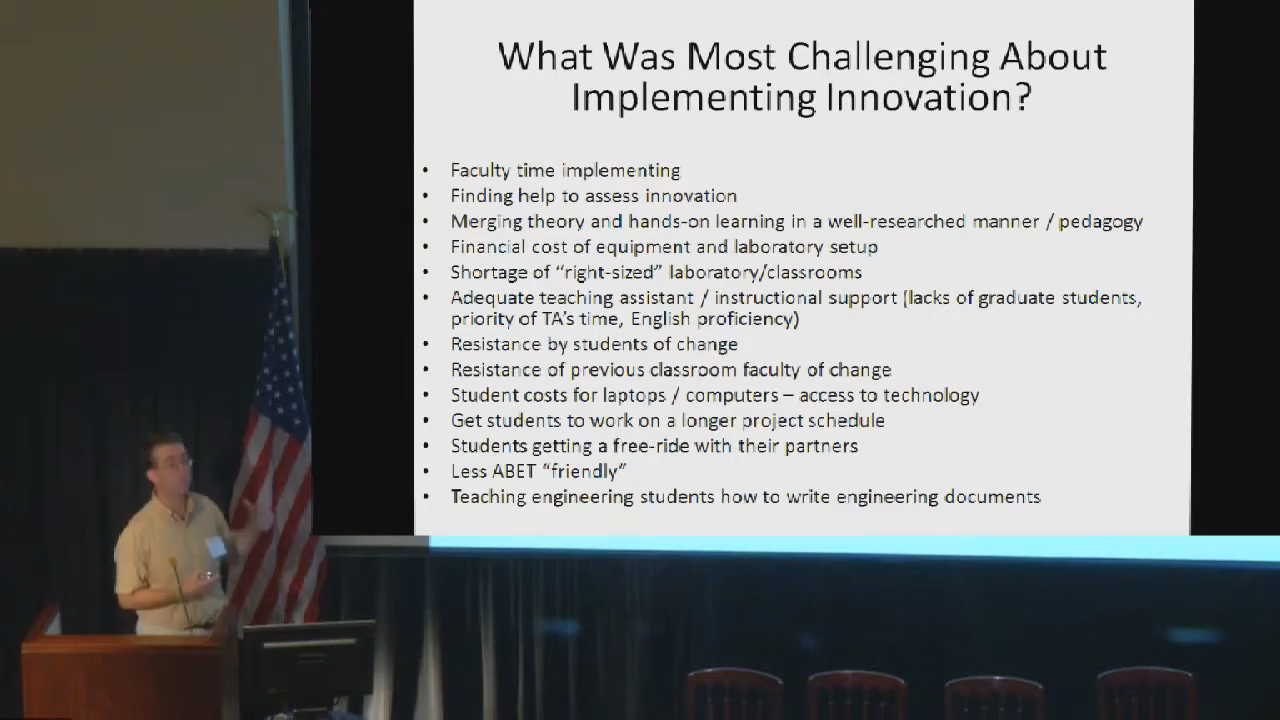 What Was Most Challenging About
Implementing Innovation?
• Faculty time implementing
• Finding help to assess innovation
• Merging theory and hands-on learning in a well-researched manner / pedagogy
• Financial cost of equipment and laboratory setup
• Shortage of “right-sized” laboratory/classrooms
• Adequate teaching assistant / instructional support (lacks of graduate students,
priority of TA’s time, English proficiency)
• Resistance by students of change
• Resistance of previous classroom faculty of change
• Student costs for laptops / computers – access to technology
• Get students to work on a longer project schedule
• Students getting a free-ride with their partners
• Less ABET “friendly”
• Teaching engineering students how to write engineering documents